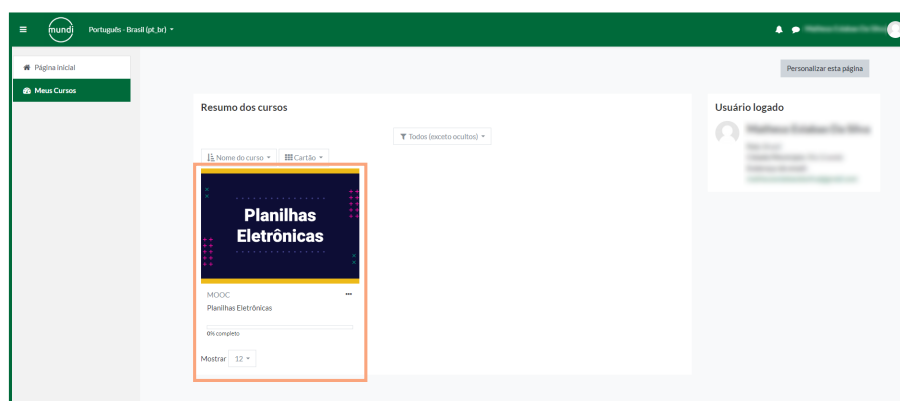 mundi
Português - Brasil (pt_br)
Página inicial
Personalizar esta página
Meus Cursos
Resumo dos cursos
Usuário logado
Todos (exceto ocultos)
Nome do curso
Cartão
Planilhas
Eletrônicas
MOOC
Planilhas Eletrônicas
0% completo
Mostrar 12